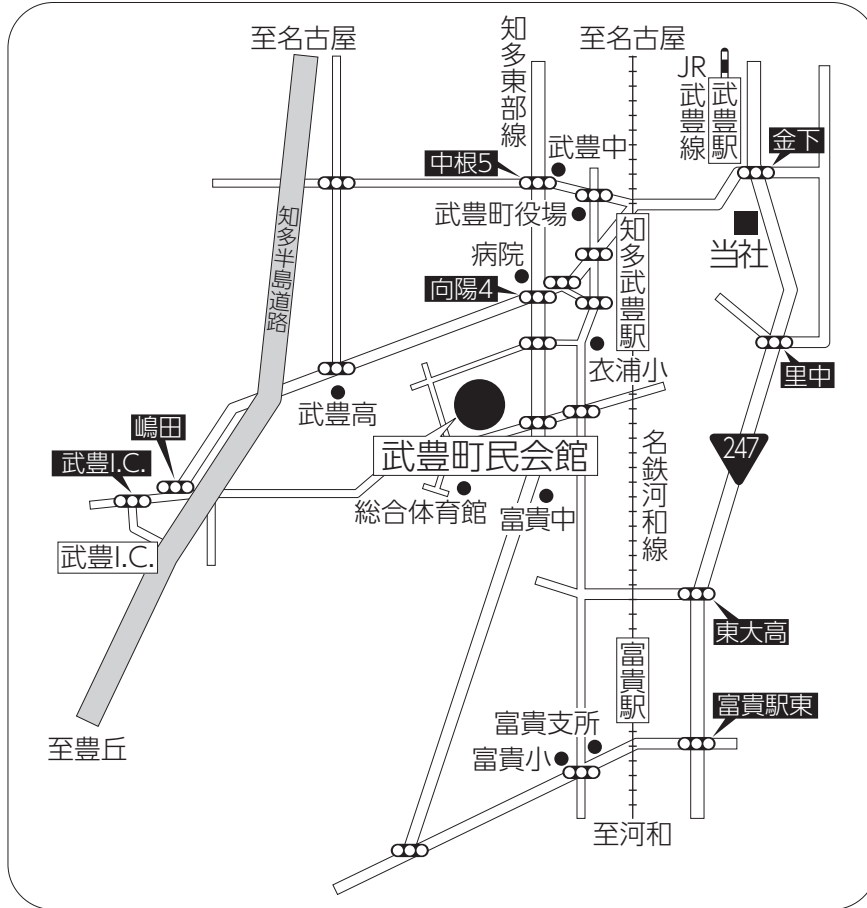 至名古屋
知多東部線
至名古屋
JR武豊線
武豊駅
金下
中根5
武豊中
武豊町役場
当社
知多半島道路
病院
知多武豊駅
向陽4
衣浦小
里中
武豊高
嶋田
武豊町民会館
247
武豊I.C.
総合体育館
富貴中
名鉄河和線
武豊I.C.
東大高
富貴駅
富貴駅東
至豊丘
富貴支所
富貴小
至河和